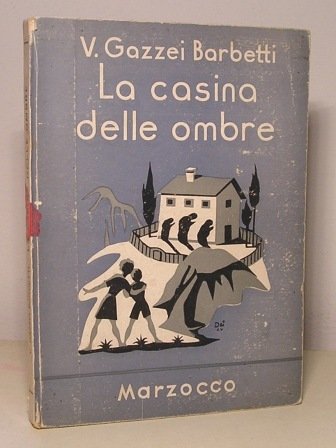 V. Gazzei Barbetti
La casina
delle ombre
Marzocco